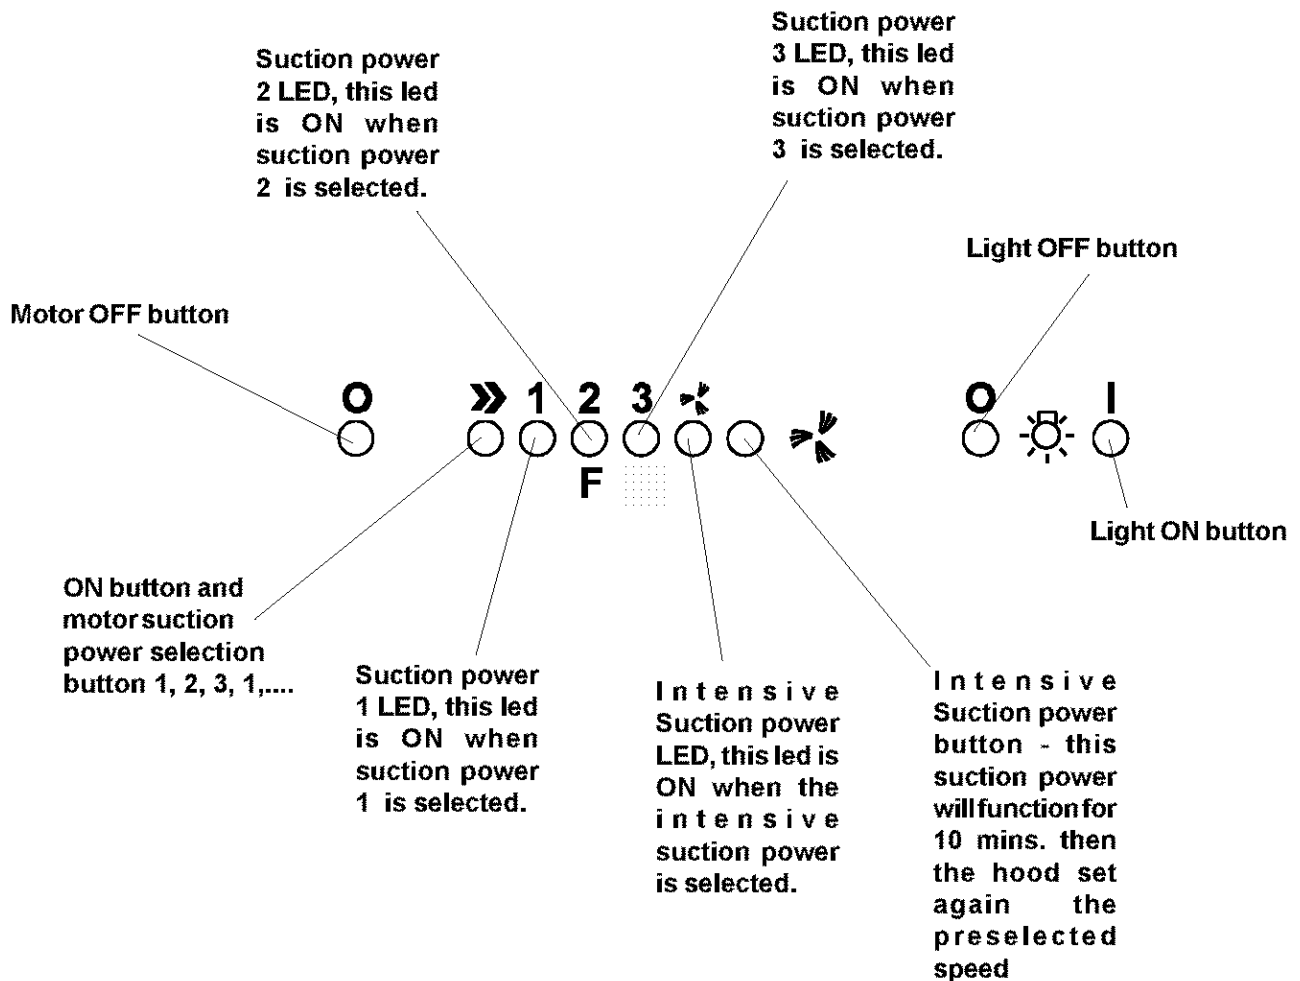 Suction power
3 LED, this led
is ON when
suction power
3 is selected.
Suction power
2 LED, this led
is ON when
suction power
2 is selected.
Light OFF button
Motor OFF button
O » 1 2 3 O I
F
Light ON button
ON button and
motor suction
power selection
button 1, 2, 3, 1,....
Suction power
1 LED, this led
is ON when
suction power
1 is selected.
Intensive
Suction power
LED, this led is
ON when the
intensive
suction power
is selected.
Intensive
Suction power
button - this
suction power
will function for
10 mins. then
the hood set
again the
preselected
speed